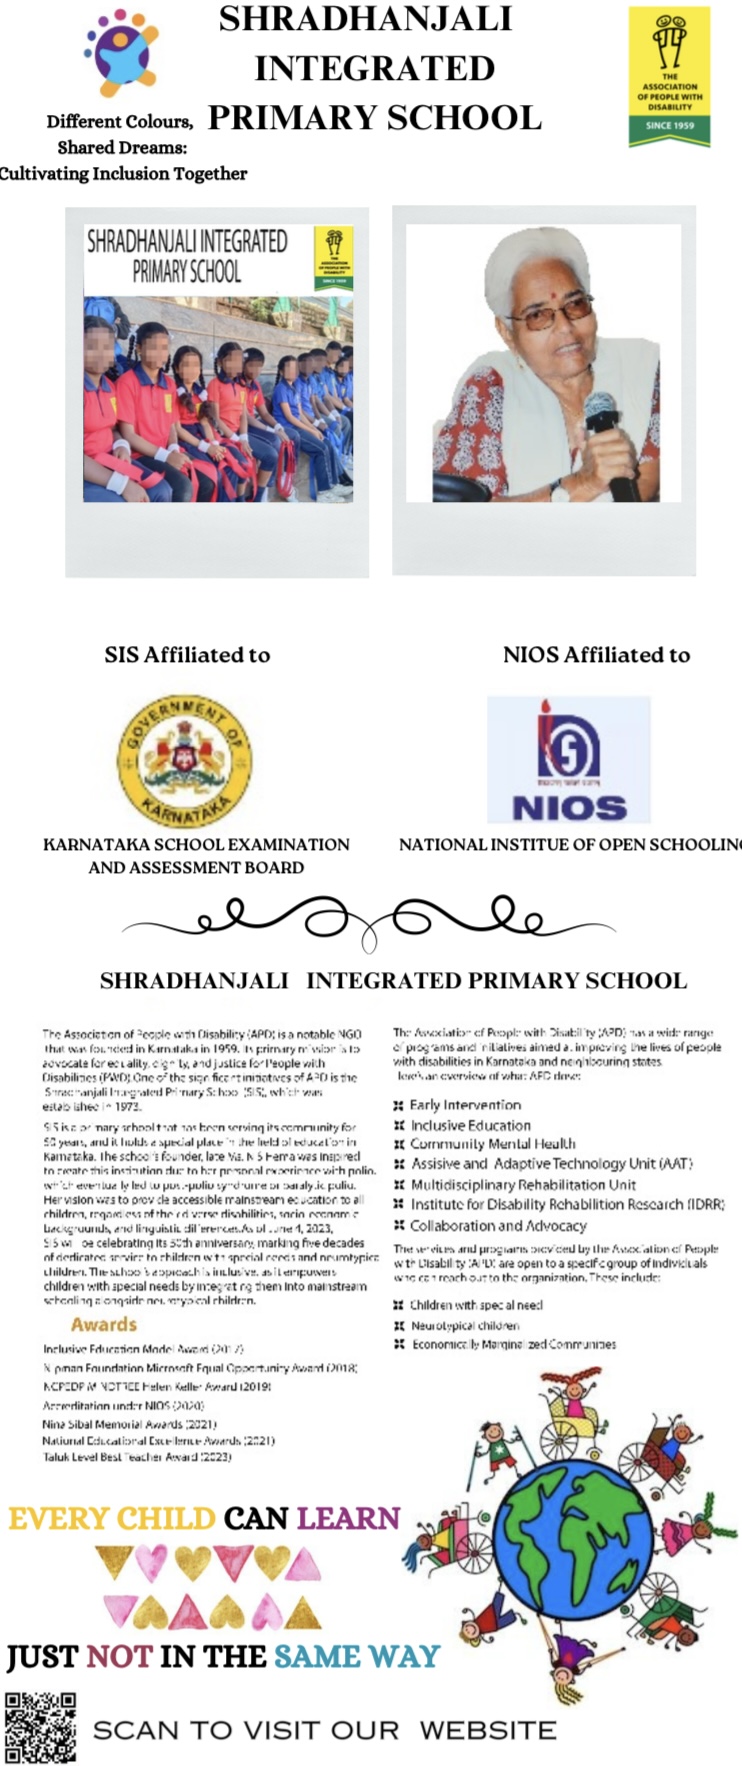 SHRADHANJALI
INTEGRATED
PRIMARY SCHOOL
Different Colours,
Shared Dreams:
Cultivating Inclusion Together
THE
ASSOCIATION
OF PEOPLE WITH
DISABILITY
SINCE 1959
SHRADHANJALI INTEGRATED
PRIMARY SCHOOL
THE
ASSOCIATION
OF PEOPLE WITH
DISABILITY
SINCE 1959
SIS Affiliated to
GOVERNMENT OF
KARNATAKA
KARNATAKA SCHOOL EXAMINATION
AND ASSESSMENT BOARD
NIOS Affiliated to
NIOS
NATIONAL INSTITUE OF OPEN SCHOOLING
SHRADHANJALI INTEGRATED PRIMARY SCHOOL
The Association of People with Disability (APD) is a notable NGO
that was founded in Karnataka in 1959. Its primary mission is to
advocate for equality, dignity, and justice for People with
Disabilities (PWD).One of the significant initiatives of APD is the
Shradhanjali Integrated Primary School (SIS), which was
established in 1973.
SIS is a primary school that has been serving its community for
50 years, and it holds a special place in the field of education in
Karnataka. The school's founder, late Ms. N S Hema was inspired
to create this institution due to her personal experience with polio,
which eventually led to post-polio syndrome or paralytic polio.
Her vision was to provide accessible mainstream education to all
children, regardless of the diverse disabilities, socio-economic
backgrounds, and linguistic differences.As of June 4, 2023,
SIS will be celebrating its 50th anniversary, marking five decades
of dedicated service to children with special needs and neurotypical
children. The school's approach is inclusive, as it empowers
children with special needs by integrating them into mainstream
schooling alongside neurotypical children.
Awards
Inclusive Education Model Award (2017)
Nipman Foundation Microsoft Equal Opportunity Award (2018)
NCPEDP MINDTREE Helen Keller Award (2019)
Accreditation under NIOS (2020)
Nina Sibal Memorial Awards (2021)
National Educational Excellence Awards (2021)
Taluk Level Best Teacher Award (2023)
The Association of People with Disability (APD) has a wide range
of programs and initiatives aimed at improving the lives of people
with disabilities in Karnataka and neighbouring states.
Here's an overview of what APD does:
Early Intervention
Inclusive Education
Community Mental Health
Assisive and Adaptive Technology Unit (AAT)
Multidisciplinary Rehabilitation Unit
Institute for Disability Rehabilition Research (IDRR)
Collaboration and Advocacy
The services and programs provided by the Association of People
with Disability (APD) are open to a specific group of individuals
who can reach out to the organization. These include:
Children with special need
Neurotypical children
Economically Marginalized Communities
EVERY CHILD CAN LEARN
JUST NOT IN THE SAME WAY
SCAN TO VISIT OUR WEBSITE